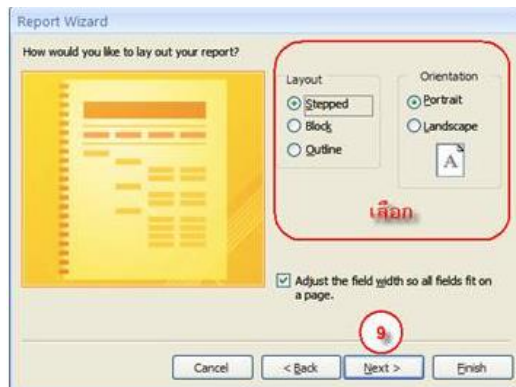 Report Wizard
How would you like to lay out your report?
Layout
Stepped
Block
Outline
Orientation
Portrait
Landscape
A
เลือก
Adjust the field width so all fields fit on
a page.
9
Cancel
< Back
Next >
Finish